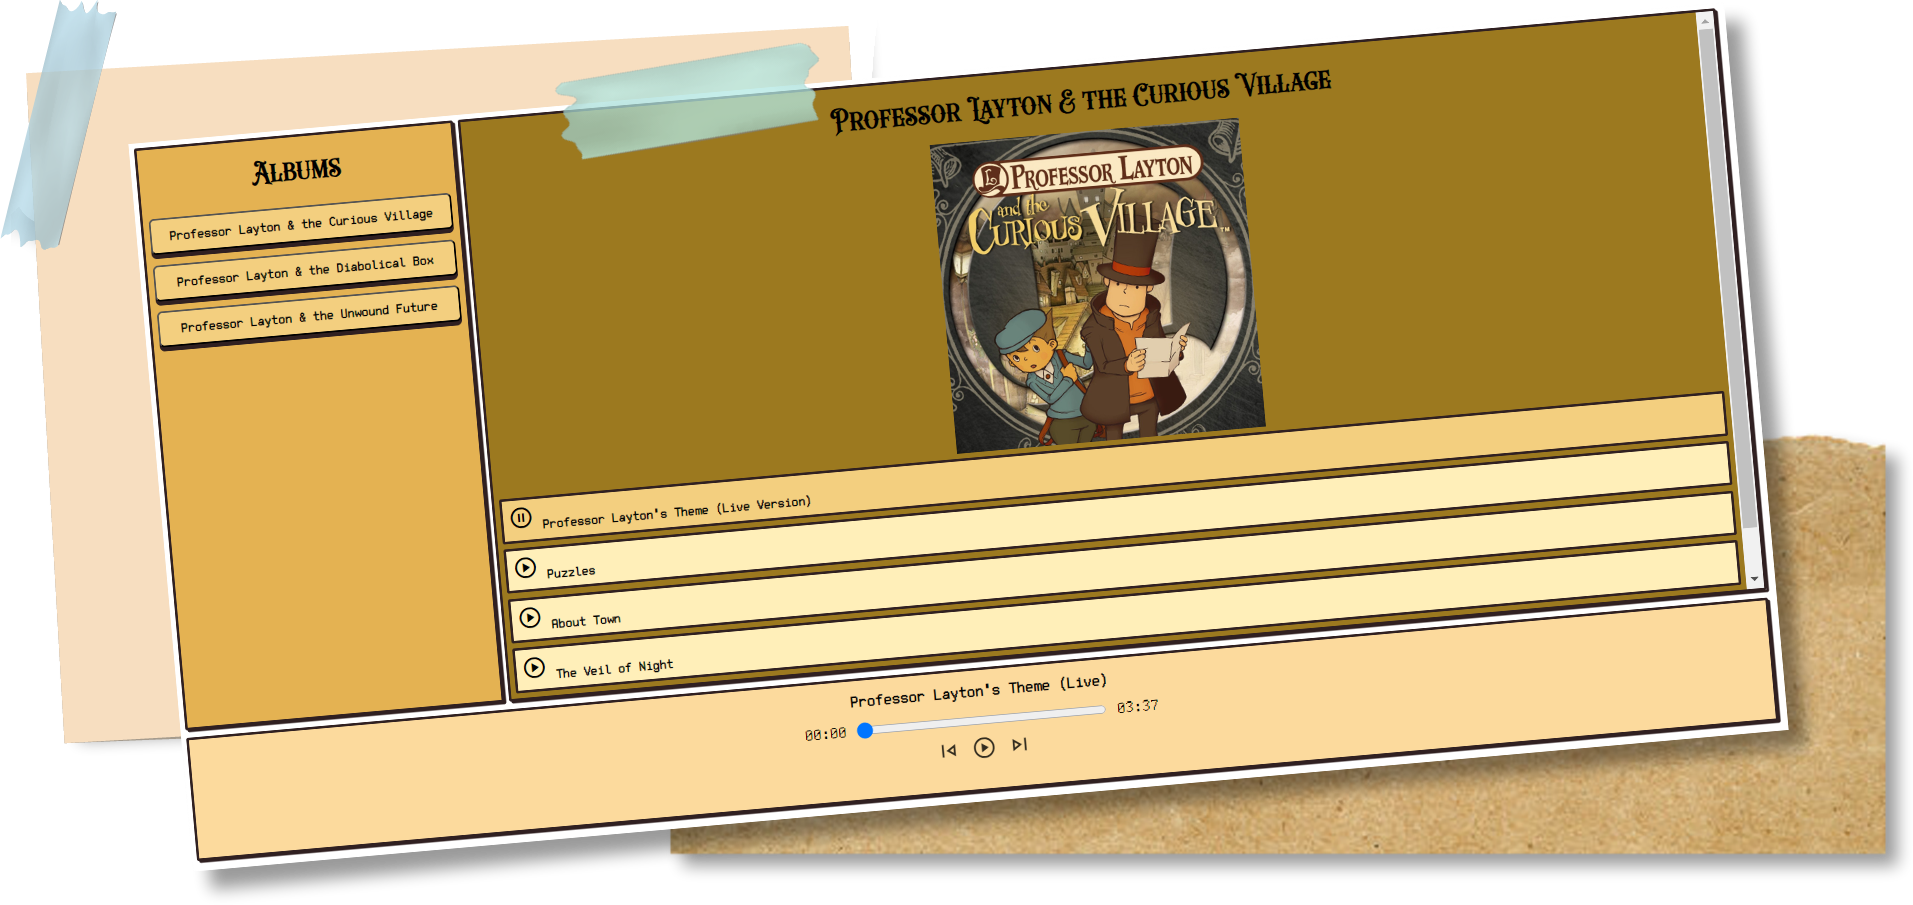 Albums
Professor Layton & the Curious Village
Professor Layton & the Diabolical Box
Professor Layton & the Unwound Future
Professor Layton & the Curious Village
L PROFESSOR LAYTON
and the
CURIOUS VILLAGE™
Professor Layton's Theme (Live Version)
Puzzles
About Town
The Veil of Night
Professor Layton's Theme (Live)
00:00 03:37